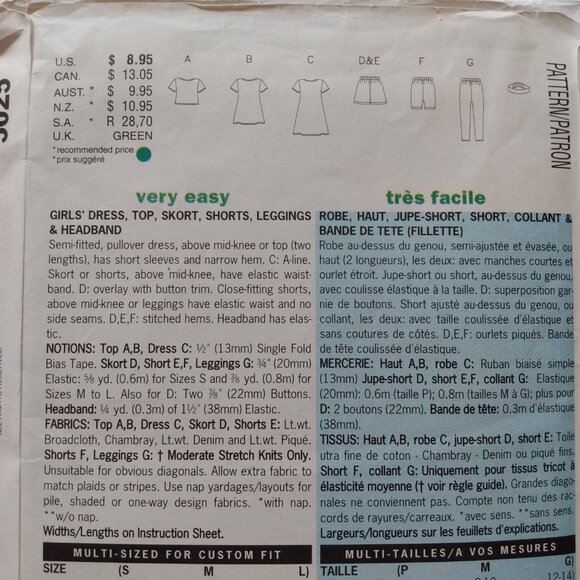 U.S. $ 8.95
CAN. $ 13.05
AUST. * $ 9.95
N.Z. * $ 10.95
S.A. * R 28,70
U.K. GREEN
*recommended price
*prix suggéré
A B C D&E F G
PATTERN/PATRON
very easy
GIRLS' DRESS, TOP, SKORT, SHORTS, LEGGINGS
& HEADBAND
Semi-fitted, pullover dress, above mid-knee or top (two
lengths), has short sleeves and narrow hem. C: A-line.
Skort or shorts, above mid-knee, have elastic waist-
band. D: overlay with button trim. Close-fitting shorts,
above mid-knee or leggings have elastic waist and no
side seams. D,E,F: stitched hems. Headband has elas-
tic.
NOTIONS: Top A,B, Dress C: ½" (13mm) Single Fold
Bias Tape. Skort D, Short E,F, Leggings G: ¾" (20mm)
Elastic: ⅝ yd. (0.6m) for Sizes S and ⅞ yd. (0.8m) for
Sizes M to L. Also for D: Two ⅞" (22mm) Buttons.
Headband: ¼ yd. (0.3m) of 1½" (38mm) Elastic.
FABRICS: Top A,B, Dress C, Skort D, Shorts E: Lt.wt.
Broadcloth, Chambray, Lt.wt. Denim and Lt.wt. Piqué.
Shorts F, Leggings G: † Moderate Stretch Knits Only.
Unsuitable for obvious diagonals. Allow extra fabric to
match plaids or stripes. Use nap yardages/layouts for
pile, shaded or one-way design fabrics. *with nap.
**w/o nap.
Widths/Lengths on Instruction Sheet.
MULTI-SIZED FOR CUSTOM FIT
SIZE (S M L)
très facile
ROBE, HAUT, JUPE-SHORT, SHORT, COLLANT &
BANDE DE TETE (FILLETTE)
Robe au-dessus du genou, semi-ajustée et évasée, ou
haut (2 longueurs), les deux: avec manches courtes et
ourlet étroit. Jupe-short ou short, au-dessus du genou,
avec coulisse élastique à la taille. D: superposition gar-
nie de boutons. Short ajusté au-dessus du genou, ou
collant, les deux: avec taille coulissée d'élastique et
sans coutures de côtés. D,E,F: ourlets piqués. Bande
de tête coulissée d'élastique.
MERCERIE: Haut A,B, robe C: Ruban biaisé simple
(13mm) Jupe-short D, short E,F, collant G: Elastique
(20mm): 0.6m (taille P); 0.8m (tailles M à G); plus pour
D: 2 boutons (22mm). Bande de tête: 0.3m d'élastique
(38mm).
TISSUS: Haut A,B, robe C, jupe-short D, short E: Toile
utra fine de coton - Chambray - Denim ou piqué fins.
Short F, collant G: Uniquement pour tissus tricot à
élasticité moyenne († voir règle guide). Grandes diago-
nales ne conviennent pas. Compte non tenu des rac-
cords de rayures/carreaux. *avec sens. **sans sens.
Largeurs/longueurs sur les feuillets d'explications.
MULTI-TAILLES/A VOS MESURES
TAILLE (P M G)
12-14)